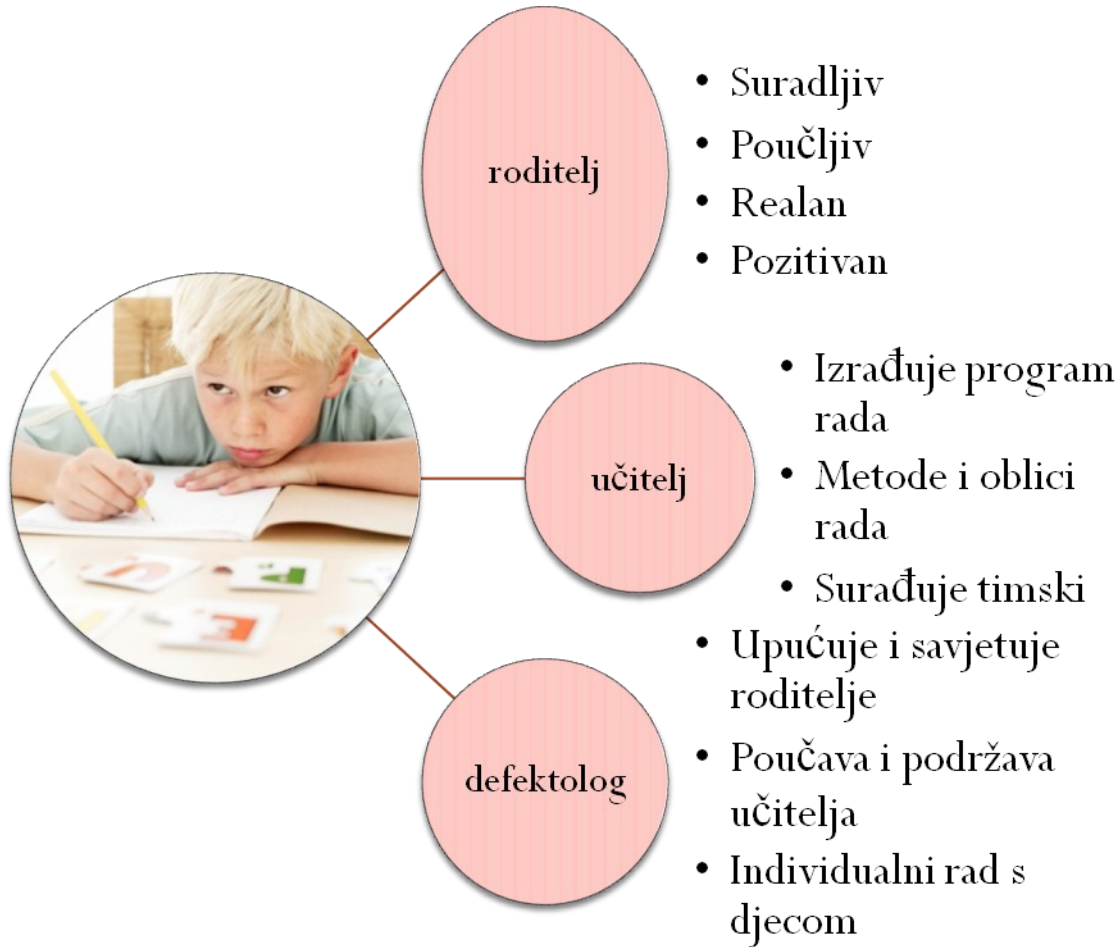 roditelj
• Suradljiv
• Poučljiv
• Realan
• Pozitivan
učitelj
• Izrađuje program
rada
• Metode i oblici
rada
• Surađuje timski
defektolog
• Upućuje i savjetuje
roditelje
• Poučava i podržava
učitelja
• Individualni rad s
djecom